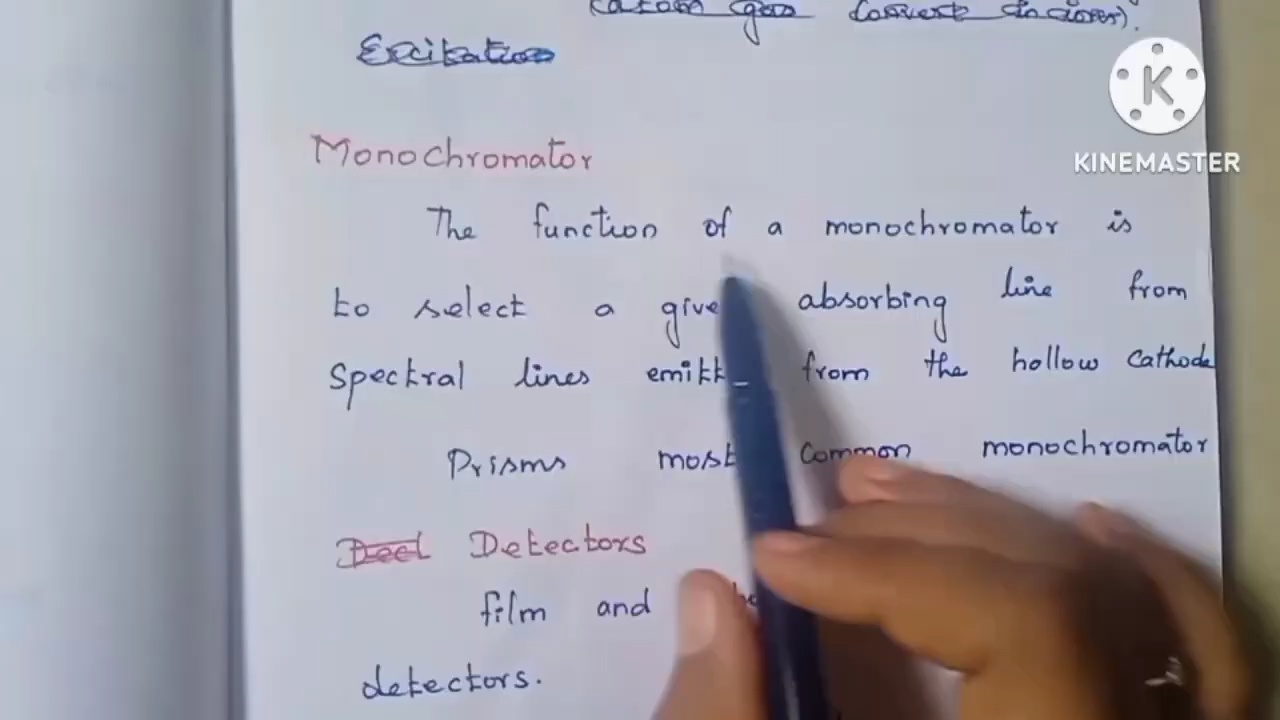 Excitation
K
KINEMASTER
Monochromator
The function of a monochromator is
to select a give absorbing line from
spectral lines emitt from the hollow cathode
Prisms most common monochromator
Detectors
film and
detectors.